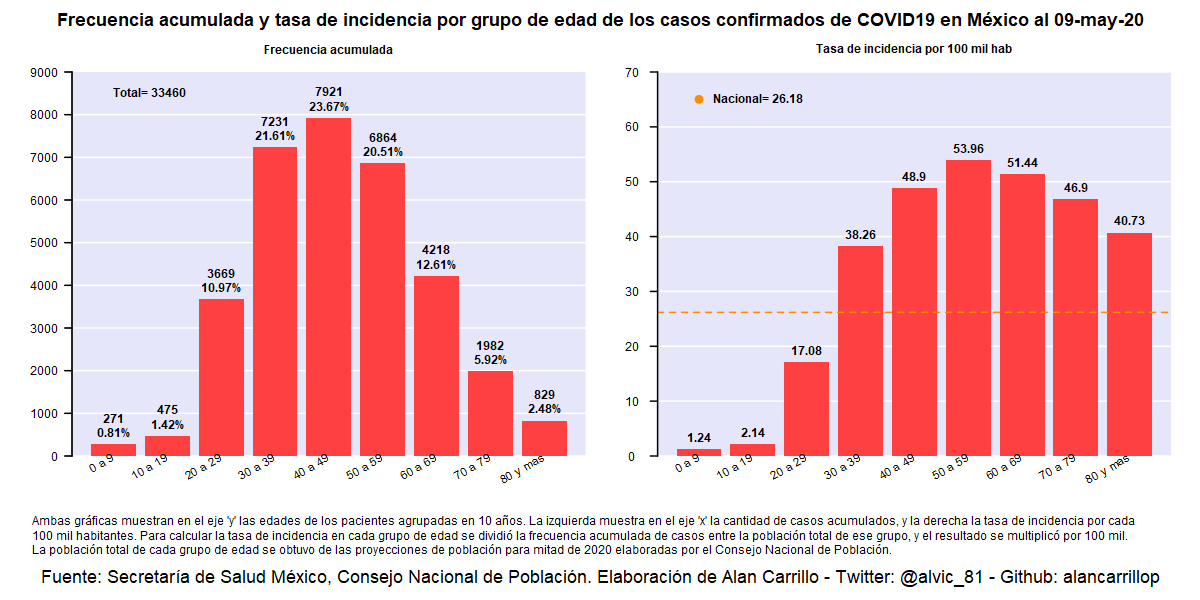 Frecuencia acumulada y tasa de incidencia por grupo de edad de los casos confirmados de COVID19 en México al 09-may-20
Frecuencia acumulada
9000
8000
7000
6000
5000
4000
3000
2000
1000
0
Total= 33460
271
0.81%
475
1.42%
3669
10.97%
7231
21.61%
7921
23.67%
6864
20.51%
4218
12.61%
1982
5.92%
829
2.48%
0 a 9
10 a 19
20 a 29
30 a 39
40 a 49
50 a 59
60 a 69
70 a 79
80 y mas
Tasa de incidencia por 100 mil hab
70
60
50
40
30
20
10
0
Nacional= 26.18
1.24
2.14
17.08
38.26
48.9
53.96
51.44
46.9
40.73
0 a 9
10 a 19
20 a 29
30 a 39
40 a 49
50 a 59
60 a 69
70 a 79
80 y mas
Ambas gráficas muestran en el eje 'y' las edades de los pacientes agrupadas en 10 años. La izquierda muestra en el eje 'x' la cantidad de casos acumulados, y la derecha la tasa de incidencia por cada
100 mil habitantes. Para calcular la tasa de incidencia en cada grupo de edad se dividió la frecuencia acumulada de casos entre la población total de ese grupo, y el resultado se multiplicó por 100 mil.
La población total de cada grupo de edad se obtuvo de las proyecciones de población para mitad de 2020 elaboradas por el Consejo Nacional de Población.
Fuente: Secretaría de Salud México, Consejo Nacional de Población. Elaboración de Alan Carrillo - Twitter: @alvic_81 - Github: alancarrillop